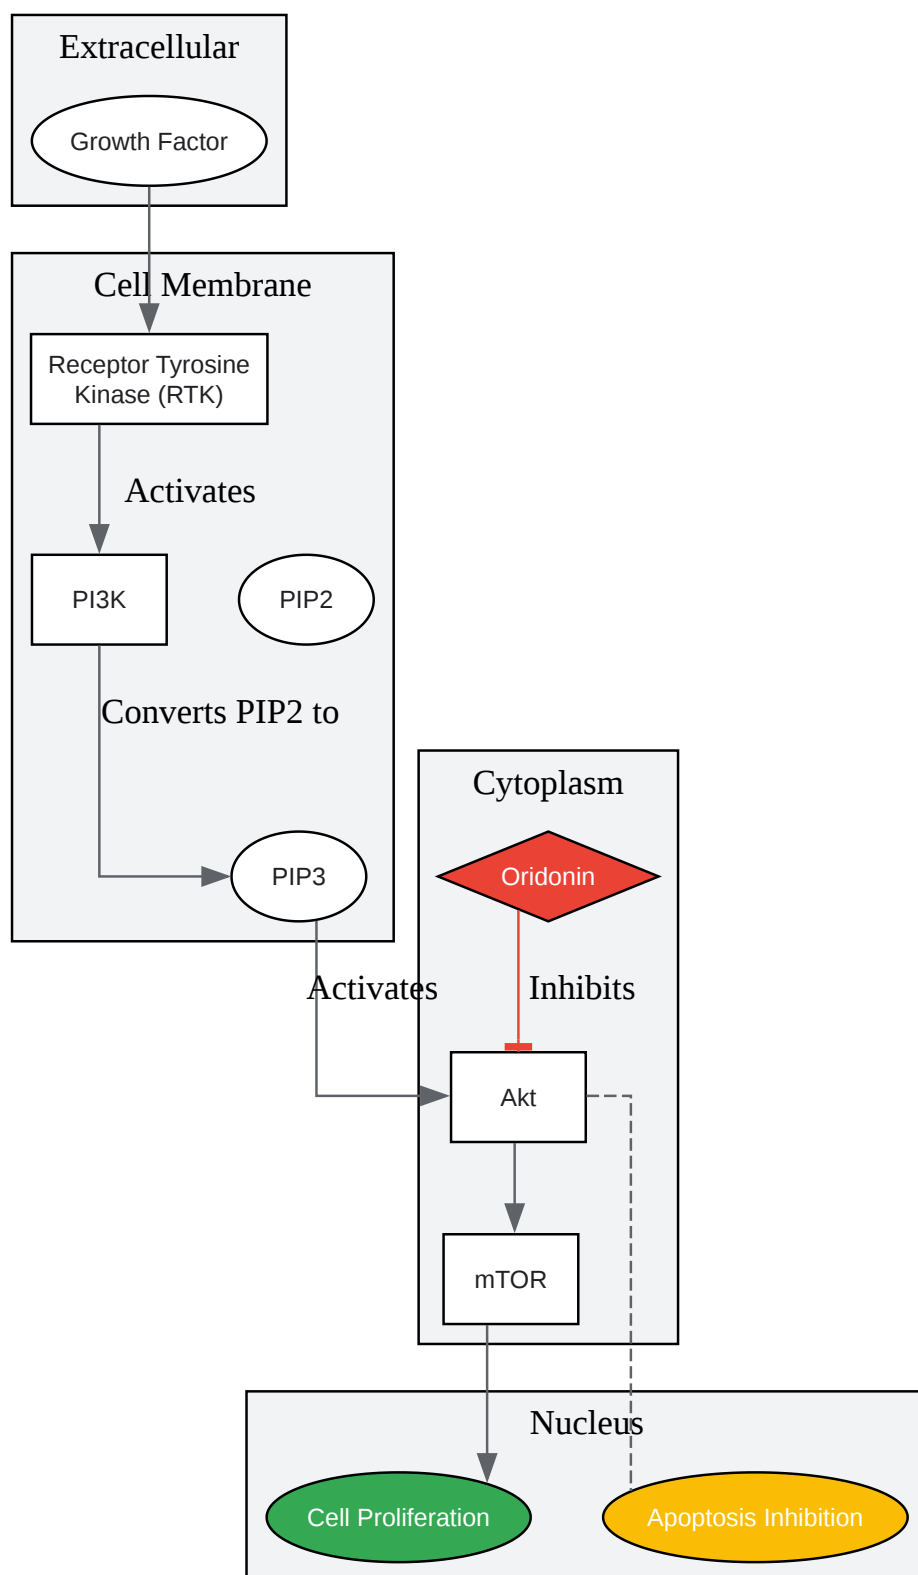 Extracellular
Growth Factor
Cell Membrane
Receptor Tyrosine
Kinase (RTK)
Activates
PI3K
PIP2
Converts PIP2 to
Cytoplasm
PIP3
Oridonin
Activates
Inhibits
Akt
mTOR
Nucleus
Cell Proliferation
Apoptosis Inhibition